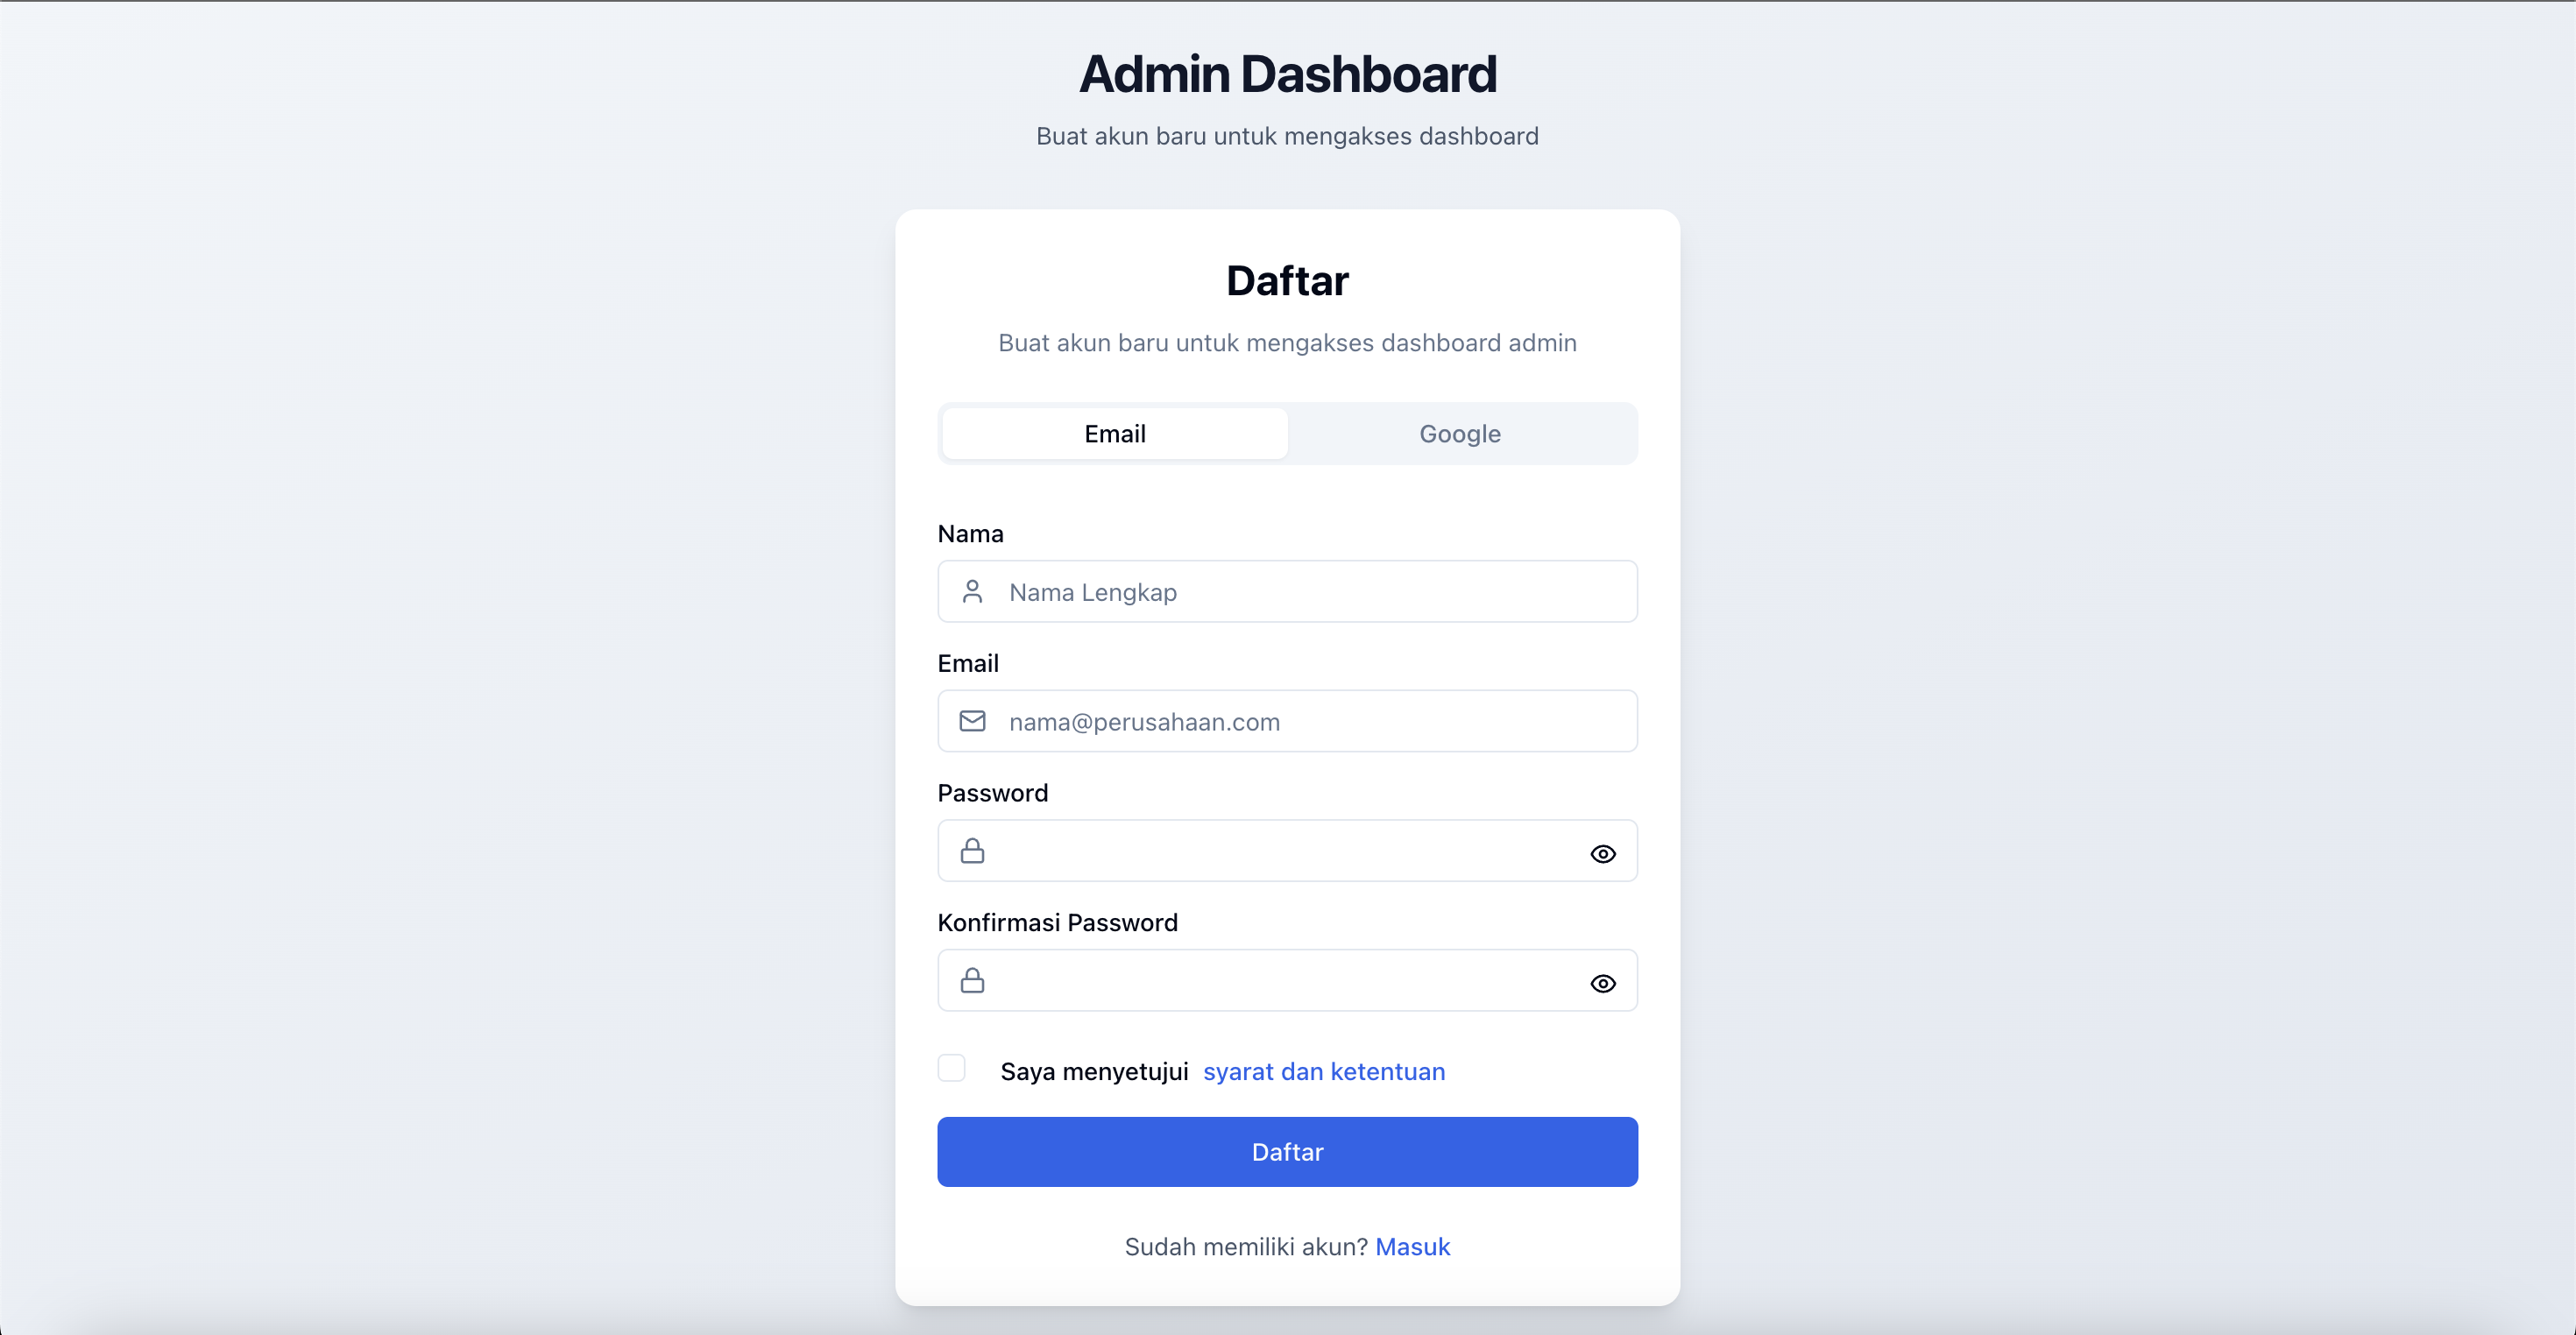 Admin Dashboard
Buat akun baru untuk mengakses dashboard
Daftar
Buat akun baru untuk mengakses dashboard admin
Email
Google
Nama
Nama Lengkap
Email
nama@perusahaan.com
Password
Konfirmasi Password
Saya menyetujui syarat dan ketentuan
Daftar
Sudah memiliki akun? Masuk